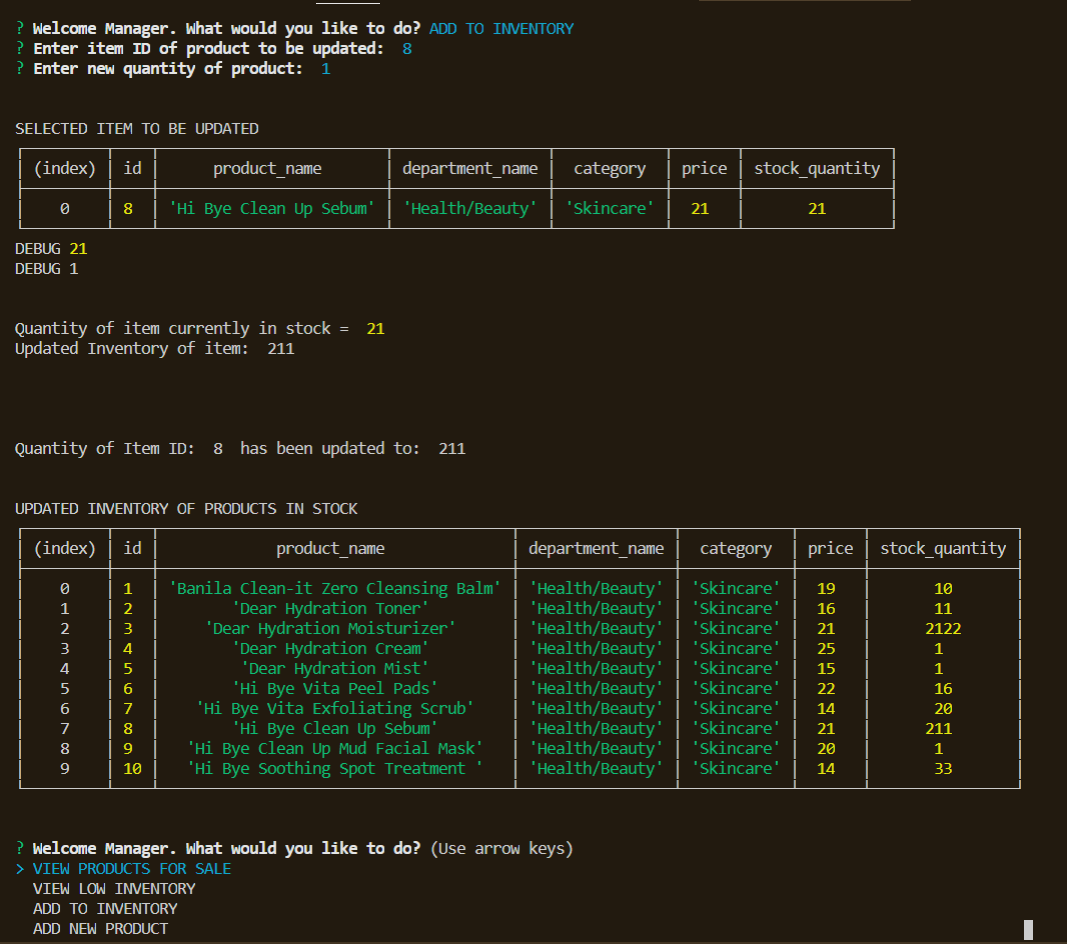 ? Welcome Manager. What would you like to do? ADD TO INVENTORY
? Enter item ID of product to be updated: 8
? Enter new quantity of product: 1
SELECTED ITEM TO BE UPDATED
(index) id product_name department_name category price stock_quantity
0 8 'Hi Bye Clean Up Sebum' 'Health/Beauty' 'Skincare' 21 21
DEBUG 21
DEBUG 1
Quantity of item currently in stock = 21
Updated Inventory of item: 211
Quantity of Item ID: 8 has been updated to: 211
UPDATED INVENTORY OF PRODUCTS IN STOCK
(index) id product_name department_name category price stock_quantity
0 1 'Banila Clean-it Zero Cleansing Balm' 'Health/Beauty' 'Skincare' 19 10
1 2 'Dear Hydration Toner' 'Health/Beauty' 'Skincare' 16 11
2 3 'Dear Hydration Moisturizer' 'Health/Beauty' 'Skincare' 21 2122
3 4 'Dear Hydration Cream' 'Health/Beauty' 'Skincare' 25 1
4 5 'Dear Hydration Mist' 'Health/Beauty' 'Skincare' 15 1
5 6 'Hi Bye Vita Peel Pads' 'Health/Beauty' 'Skincare' 22 16
6 7 'Hi Bye Vita Exfoliating Scrub' 'Health/Beauty' 'Skincare' 14 20
7 8 'Hi Bye Clean Up Sebum' 'Health/Beauty' 'Skincare' 21 211
8 9 'Hi Bye Clean Up Mud Facial Mask' 'Health/Beauty' 'Skincare' 20 1
9 10 'Hi Bye Soothing Spot Treatment ' 'Health/Beauty' 'Skincare' 14 33
? Welcome Manager. What would you like to do? (Use arrow keys)
> VIEW PRODUCTS FOR SALE
VIEW LOW INVENTORY
ADD TO INVENTORY
ADD NEW PRODUCT